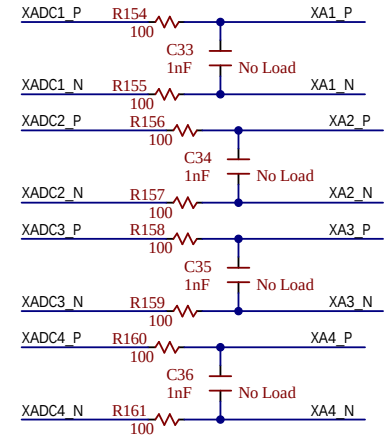 XADC1_P R154 XA1_P
100
C33
1nF No Load
XADC1_N R155 XA1_N
100
XADC2_P R156 XA2_P
100
C34
1nF No Load
XADC2_N R157 XA2_N
100
XADC3_P R158 XA3_P
100
C35
1nF No Load
XADC3_N R159 XA3_N
100
XADC4_P R160 XA4_P
100
C36
1nF No Load
XADC4_N R161 XA4_N
100